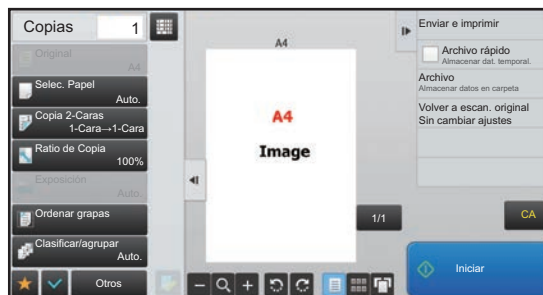 Copias 1
Original
A4
Selec. Papel
Auto.
Copia 2-Caras
1-Cara→1-Cara
Ratio de Copia
100%
Exposición
Auto.
Ordenar grapas
Clasificar/agrupar
Auto.
Otros
A4
A4
Image
1/1
Enviar e imprimir
Archivo rápido
Almacenar dat. temporal.
Archivo
Almacenar datos en carpeta
Volver a escan. original
Sin cambiar ajustes
CA
Iniciar